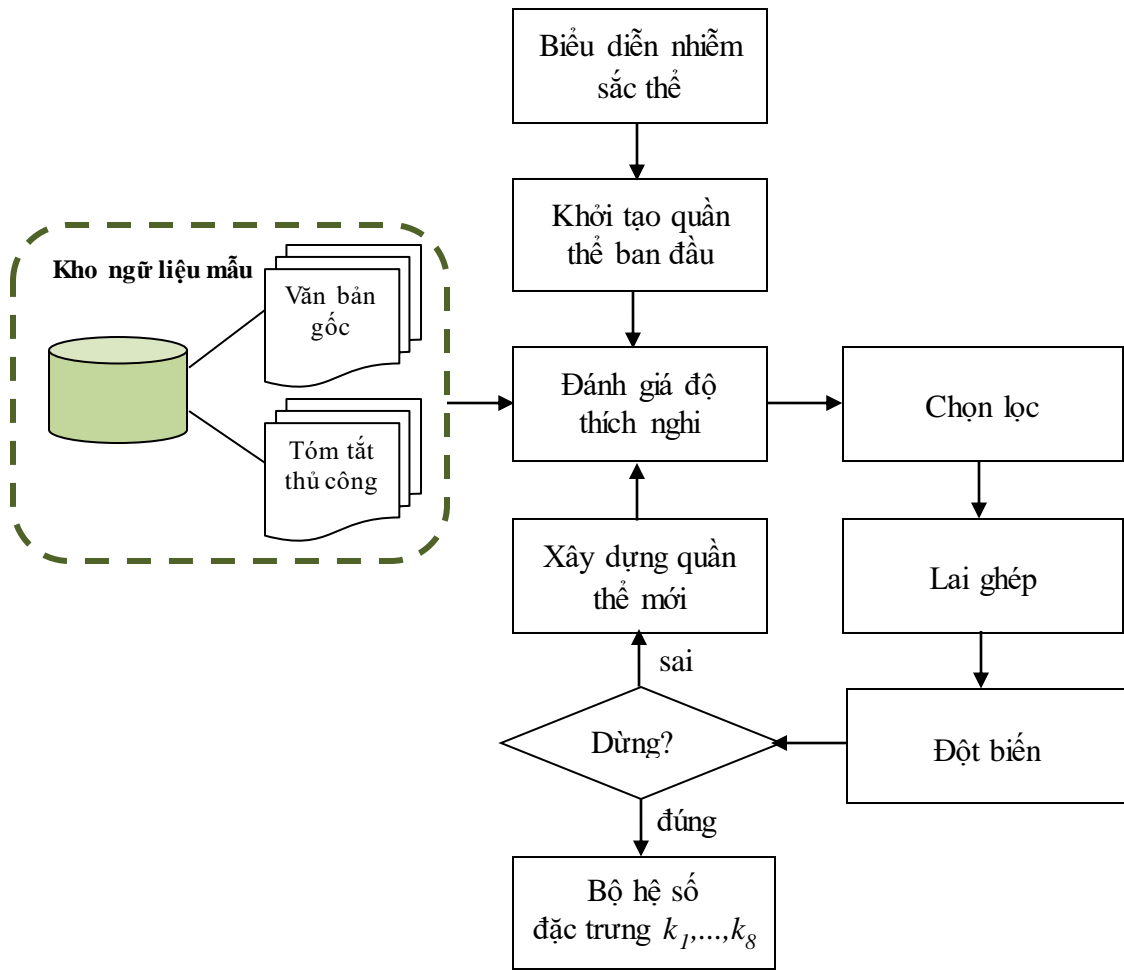 Biểu diễn nhiễm
sắc thể
Khởi tạo quần
thể ban đầu
Kho ngữ liệu mẫu
Văn bản
gốc
Tóm tắt
thủ công
Đánh giá độ
thích nghi
Chọn lọc
Xây dựng quần
thể mới
Lai ghép
sai
Dừng?
Đột biến
đúng
Bộ hệ số
đặc trưng k₁,...,k₈